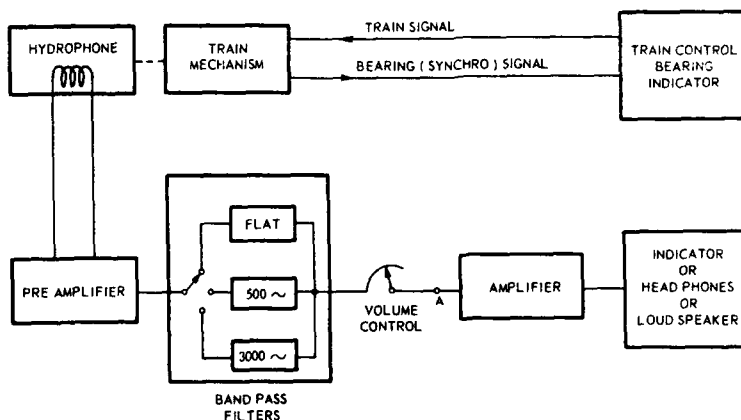 HYDROPHONE
TRAIN
MECHANISM
TRAIN SIGNAL
BEARING ( SYNCHRO ) SIGNAL
TRAIN CONTROL
BEARING
INDICATOR
PRE AMPLIFIER
FLAT
500 ~
3000 ~
BAND PASS
FILTERS
VOLUME
CONTROL
A
AMPLIFIER
INDICATOR
OR
HEAD PHONES
OR
LOUD SPEAKER